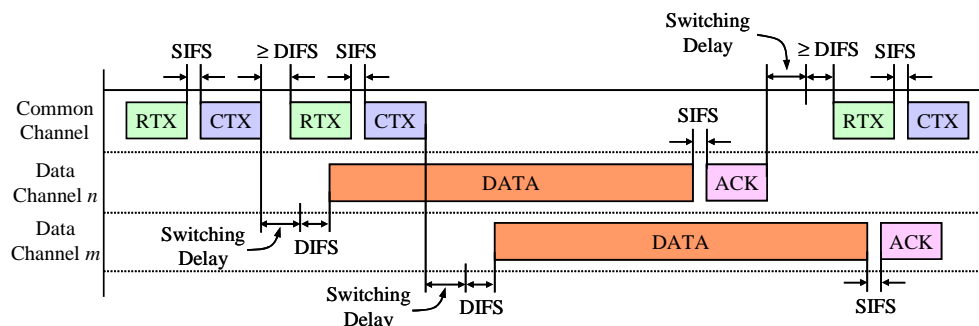 Switching
Delay
SIFS
≥ DIFS
SIFS
≥ DIFS
SIFS
Common
Channel
RTX
CTX
RTX
CTX
SIFS
RTX
CTX
Data
Channel n
DATA
ACK
Switching
Delay
DIFS
Data
Channel m
DATA
ACK
Switching
Delay
DIFS
SIFS